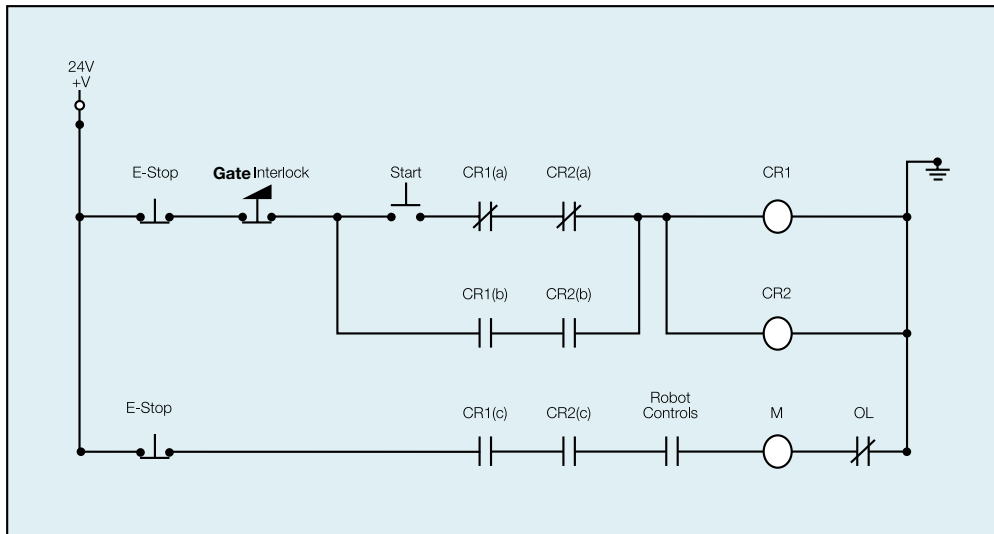 24V
+V
E-Stop
Gate Interlock
Start
CR1(a)
CR2(a)
CR1
CR1(b)
CR2(b)
CR2
E-Stop
CR1(c)
CR2(c)
Robot
Controls
M
OL